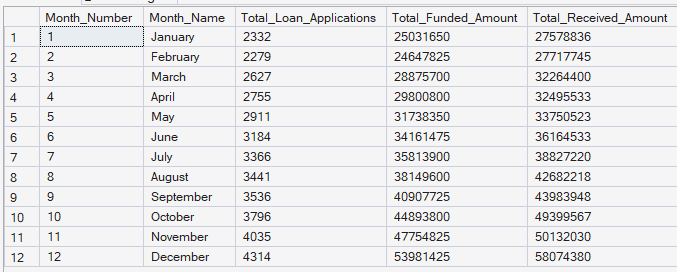 Month_Number Month_Name Total_Loan_Applications Total_Funded_Amount Total_Received_Amount
1 1 January 2332 25031650 27578836
2 2 February 2279 24647825 27717745
3 3 March 2627 28875700 32264400
4 4 April 2755 29800800 32495533
5 5 May 2911 31738350 33750523
6 6 June 3184 34161475 36164533
7 7 July 3366 35813900 38827220
8 8 August 3441 38149600 42682218
9 9 September 3536 40907725 43983948
10 10 October 3796 44893800 49399567
11 11 November 4035 47754825 50132030
12 12 December 4314 53981425 58074380